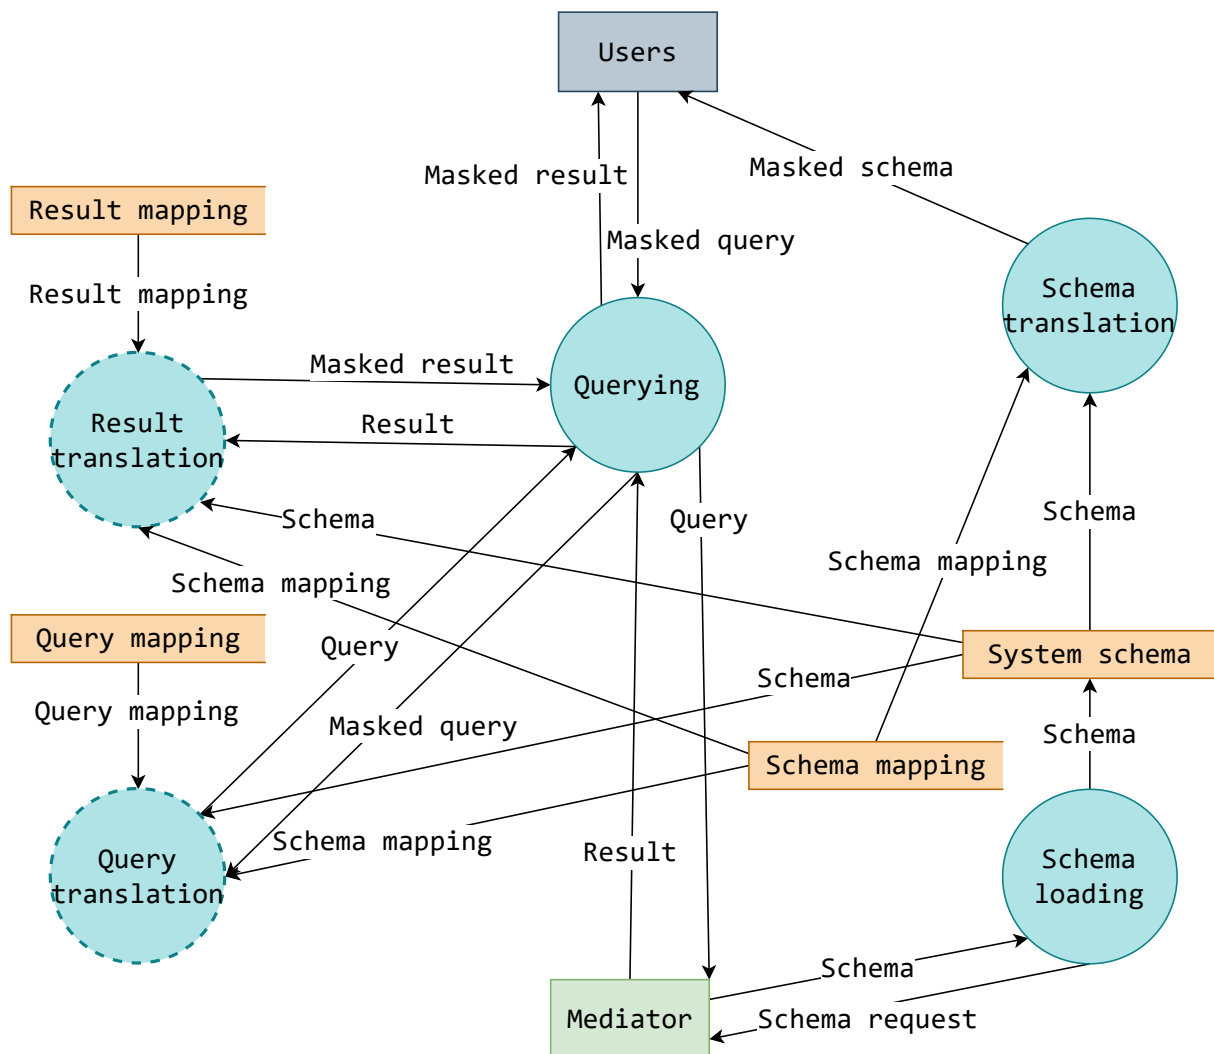 Users
Masked result
Masked schema
Result mapping
Masked query
Result mapping
Schema
translation
Masked result
Querying
Result
translation
Result
Schema
Query
Schema
Schema mapping
Schema mapping
Query mapping
Query
System schema
Schema
Query mapping
Masked query
Schema
Schema mapping
Schema mapping
Result
Query
translation
Schema
loading
Schema
Mediator
Schema request